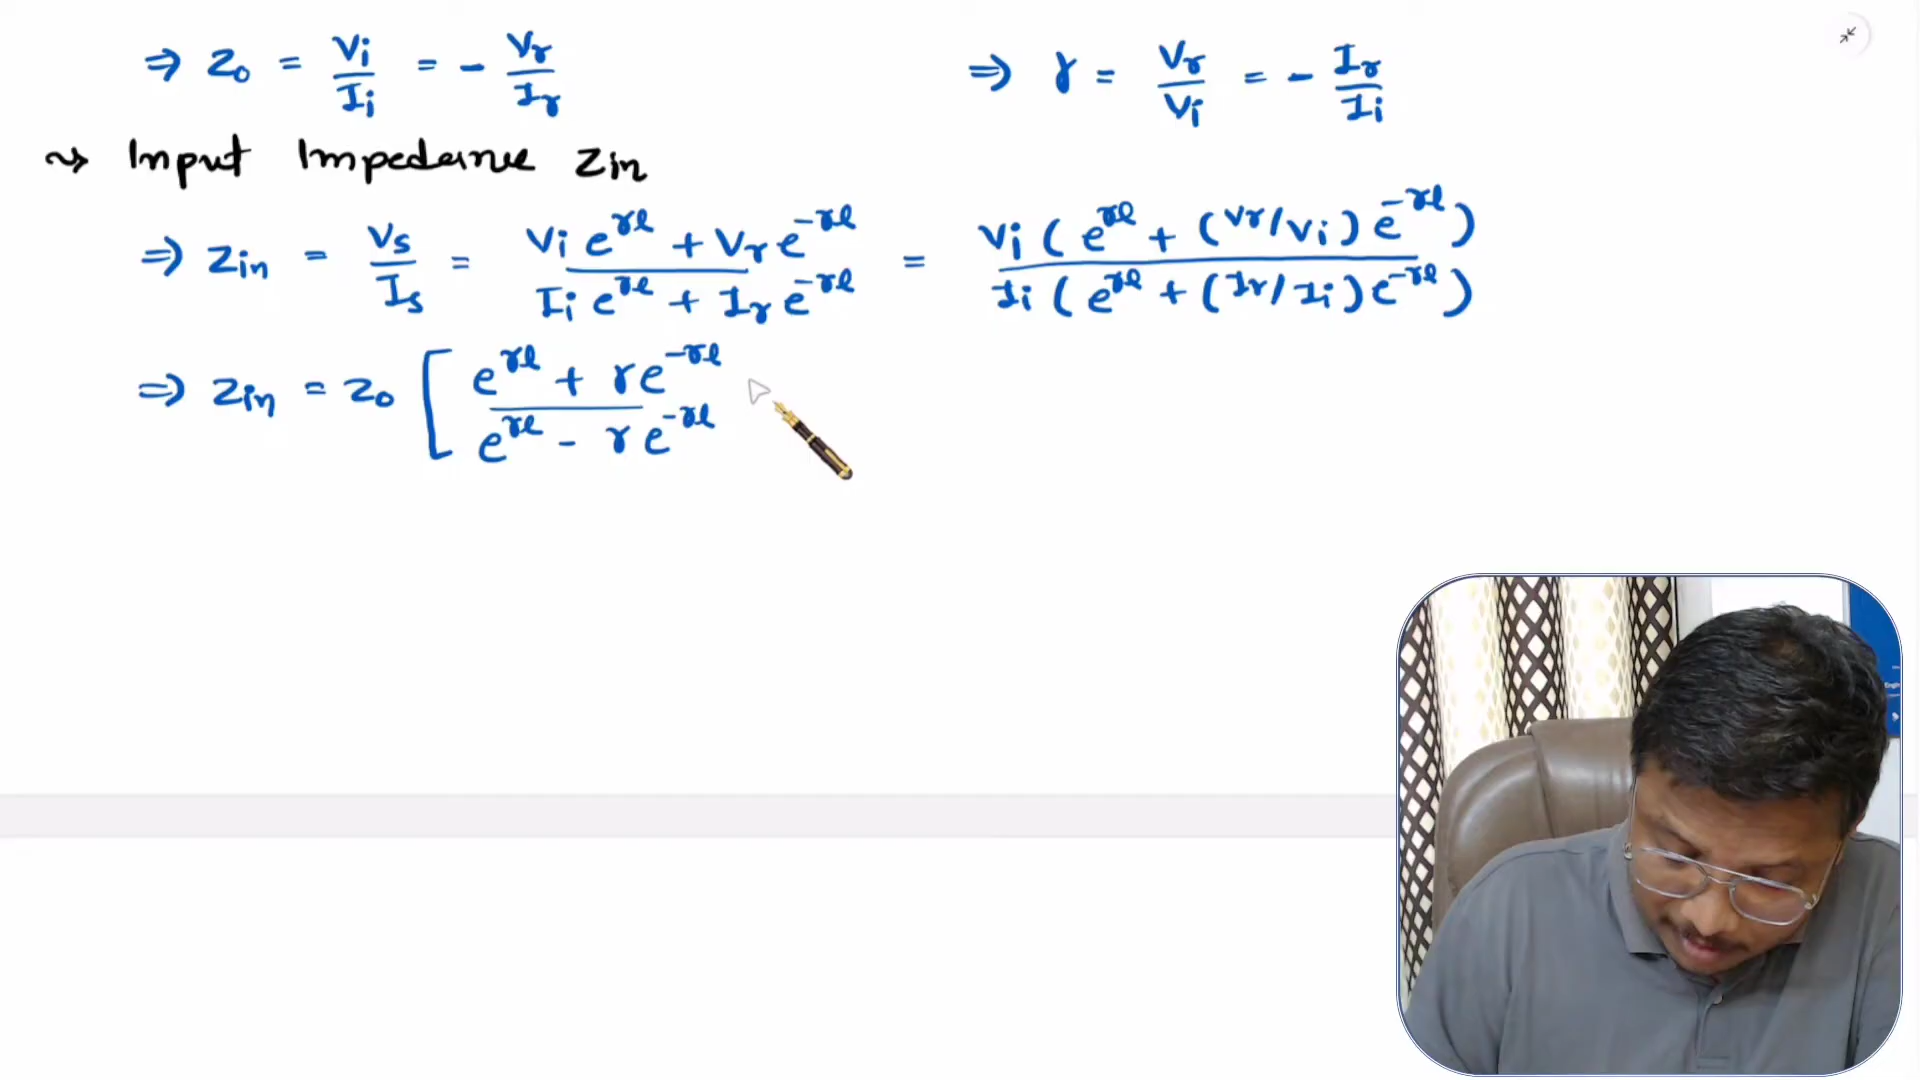 ⇒ Z₀ = Vi/Ii = - Vr/Ir
⇒ γ = Vr/Vi = - Ir/Ii
↝ Input Impedance Zin
⇒ Zin = Vs/Is = (Vi e^γl + Vr e^-γl)/(Ii e^γl + Ir e^-γl) = Vi(e^γl + (Vr/Vi)e^-γl)/Ii(e^γl + (Ir/Ii)e^-γl)
⇒ Zin = Z₀ [ (e^γl + γe^-γl)/(e^γl - γe^-γl)